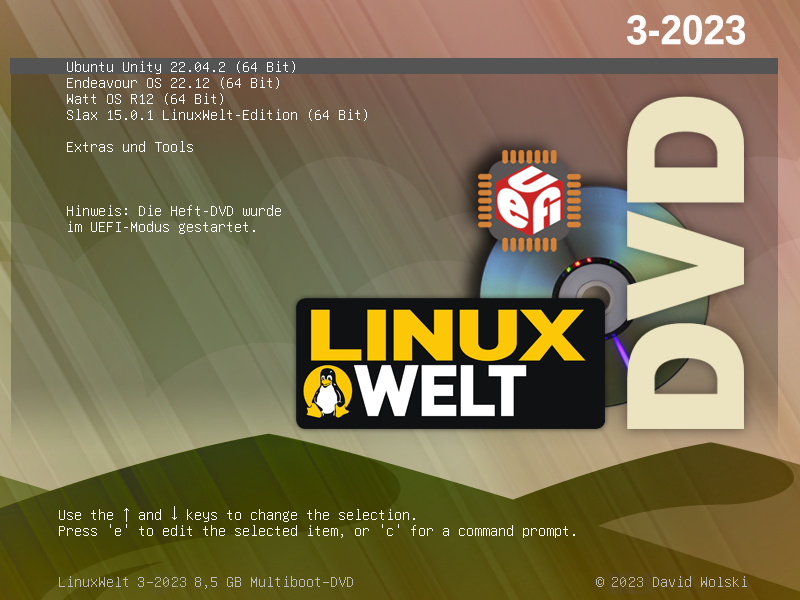 3-2023
Ubuntu Unity 22.04.2 (64 Bit)
Endeavour OS 22.12 (64 Bit)
Watt OS R12 (64 Bit)
Slax 15.0.1 LinuxWelt-Edition (64 Bit)
Extras und Tools
Hinweis: Die Heft-DVD wurde
im UEFI-Modus gestartet.
uefi
DVD
LINUX
WELT
Use the ↑ and ↓ keys to change the selection.
Press 'e' to edit the selected item, or 'c' for a command prompt.
LinuxWelt 3-2023 8,5 GB Multiboot-DVD
© 2023 David Wolski